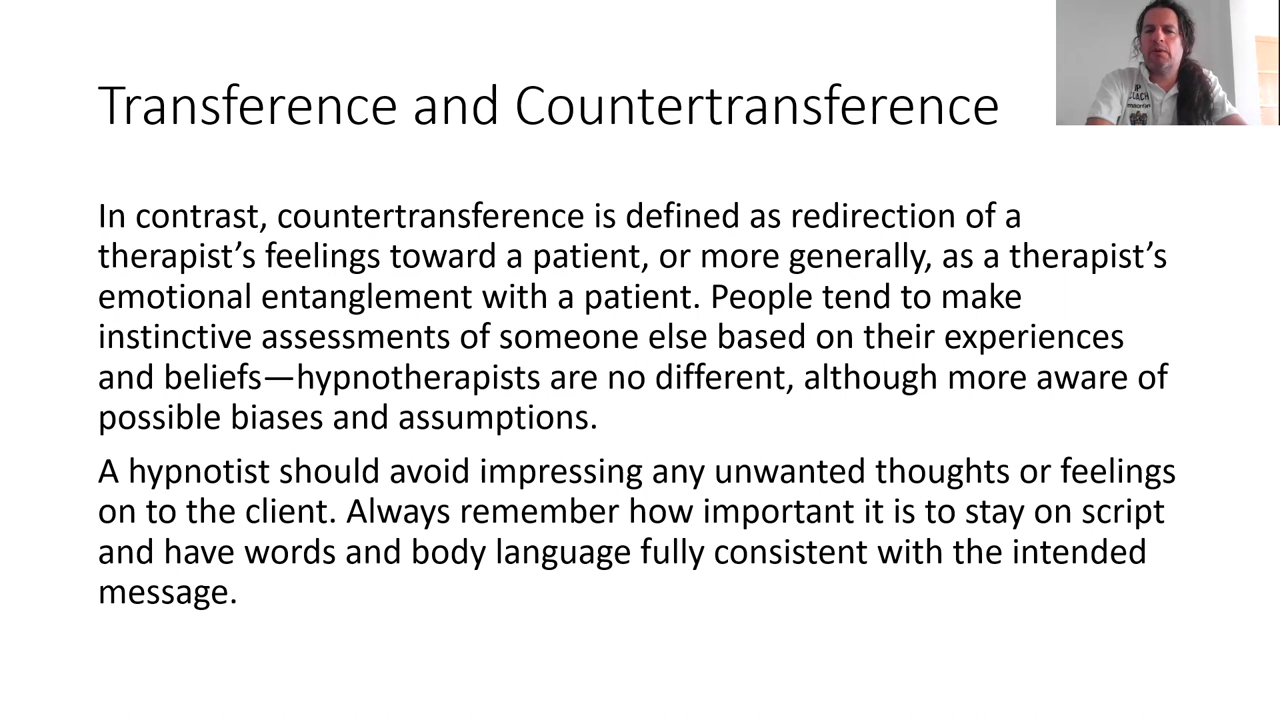 Transference and Countertransference
In contrast, countertransference is defined as redirection of a
therapist’s feelings toward a patient, or more generally, as a therapist’s
emotional entanglement with a patient. People tend to make
instinctive assessments of someone else based on their experiences
and beliefs—hypnotherapists are no different, although more aware of
possible biases and assumptions.
A hypnotist should avoid impressing any unwanted thoughts or feelings
on to the client. Always remember how important it is to stay on script
and have words and body language fully consistent with the intended
message.